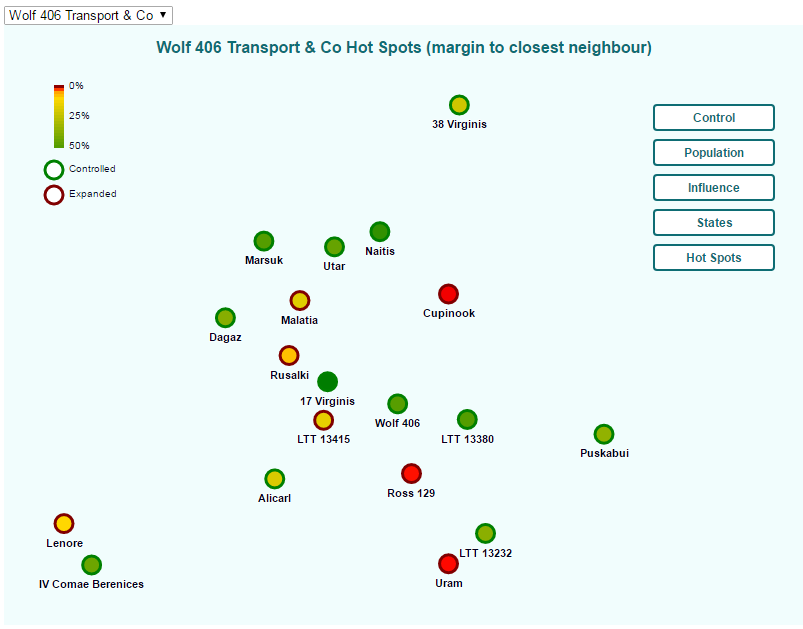 Wolf 406 Transport & Co
Wolf 406 Transport & Co Hot Spots (margin to closest neighbour)
0%
25%
50%
Controlled
Expanded
38 Virginis
Control
Population
Influence
States
Hot Spots
Marsuk
Utar
Naitis
Malatia
Cupinook
Dagaz
Rusalki
17 Virginis
Wolf 406
LTT 13415
LTT 13380
Puskabui
Alicarl
Ross 129
Lenore
LTT 13232
IV Comae Berenices
Uram